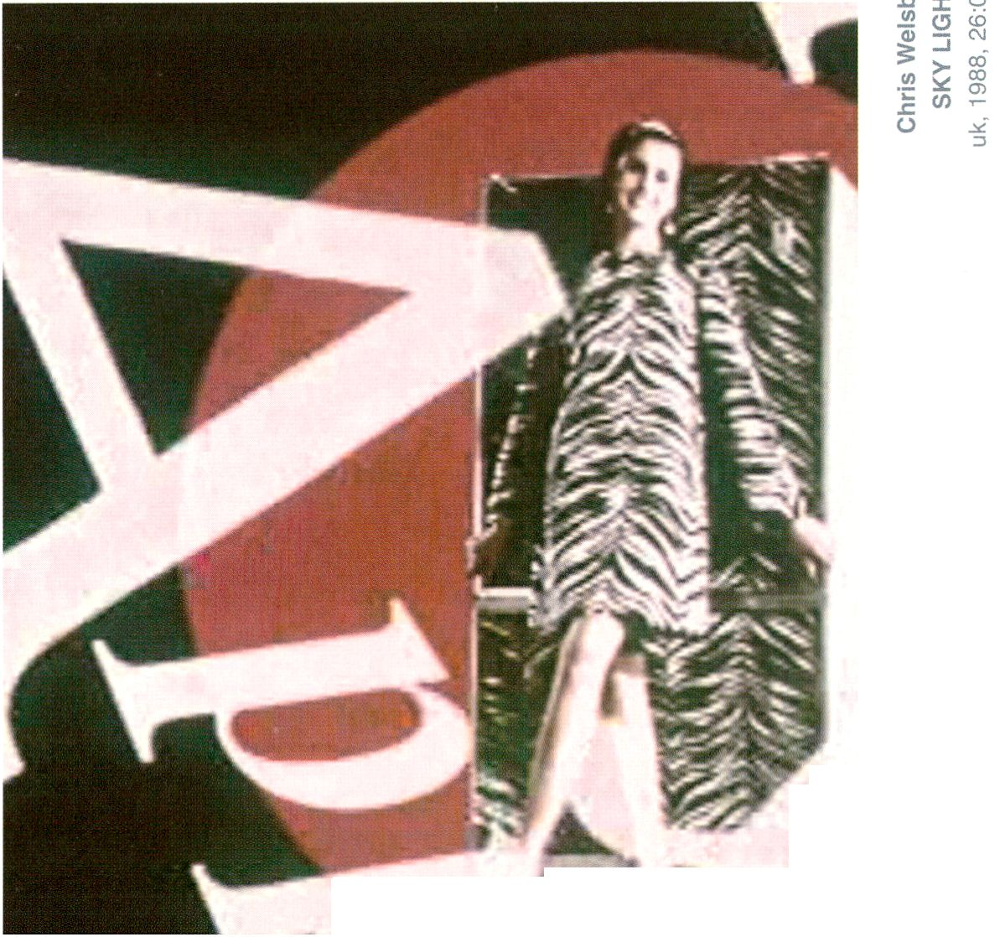 A
P
Chris Welsb
SKY LIGH
uk, 1988, 26:0